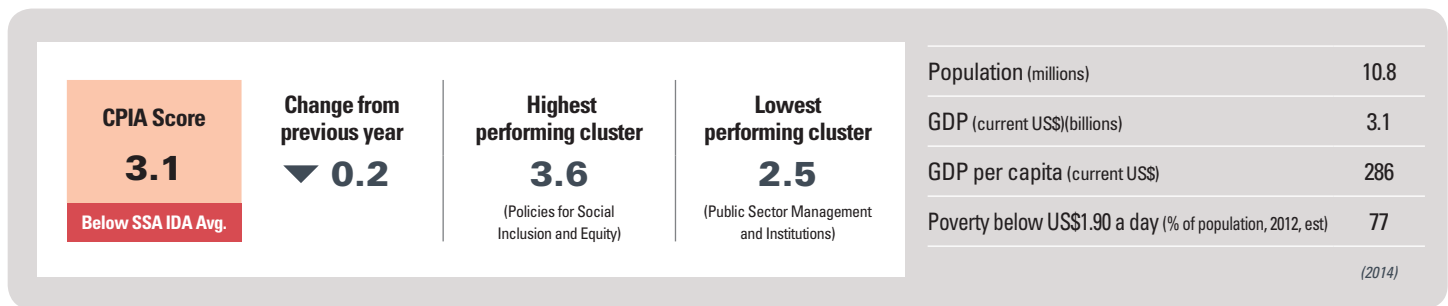 CPIA Score
3.1
Below SSA IDA Avg.
Change from
previous year
▼ 0.2
Highest
performing cluster
3.6
(Policies for Social
Inclusion and Equity)
Lowest
performing cluster
2.5
(Public Sector Management
and Institutions)
Population (millions) 10.8
GDP (current US$)(billions) 3.1
GDP per capita (current US$) 286
Poverty below US$1.90 a day (% of population, 2012, est) 77
(2014)